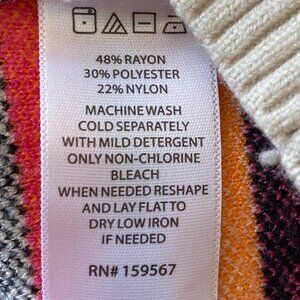 48% RAYON
30% POLYESTER
22% NYLON
MACHINE WASH
COLD SEPARATELY
WITH MILD DETERGENT
ONLY NON-CHLORINE
BLEACH
WHEN NEEDED RESHAPE
AND LAY FLAT TO
DRY LOW IRON
IF NEEDED
RN# 159567